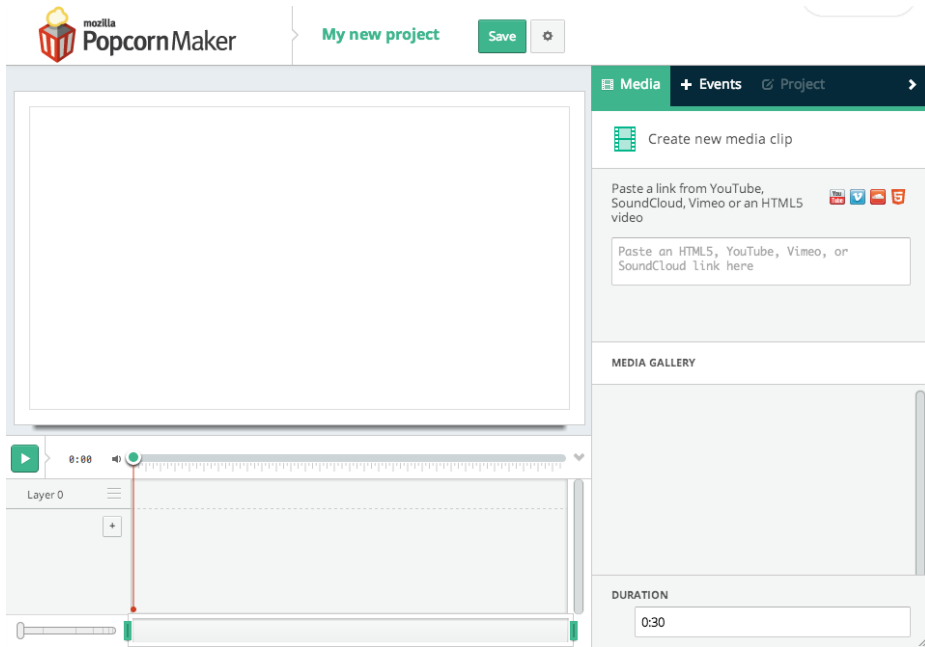 mozilla
PopcornMaker
My new project
Save
Media
Events
Project
Create new media clip
Paste a link from YouTube,
SoundCloud, Vimeo or an HTML5
video
You
Tube
Paste an HTML5, YouTube, Vimeo, or
SoundCloud link here
MEDIA GALLERY
0:00
Layer 0
+
DURATION
0:30